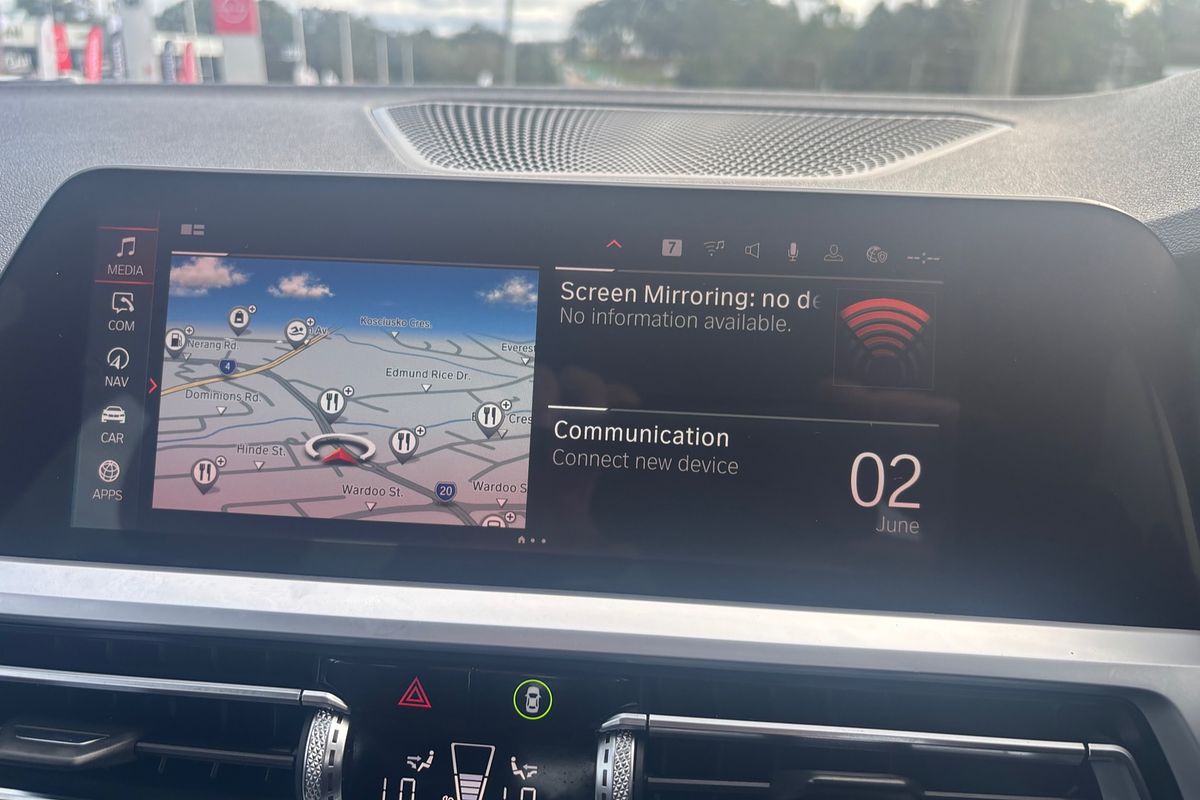 7
--:--
MEDIA
COM
NAV
CAR
APPS
Kosciusko Cres.
Av
Nerang Rd.
Everest
4
Edmund Rice Dr.
Dominions Rd.
Cres
Hinde St.
Wardoo St.
20
Wardoo S
Screen Mirroring: no de
No information available.
Communication
Connect new device
02
June